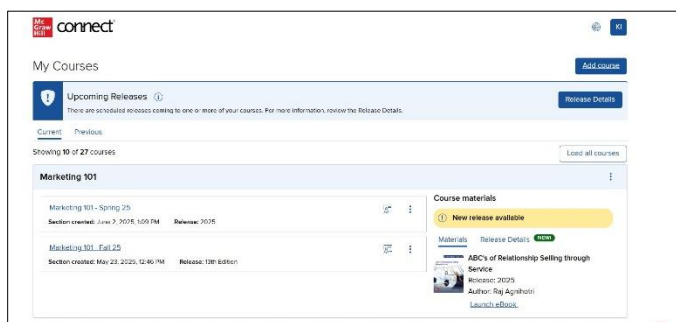 Mc
Graw
Hill
connect
KI
My Courses
Add course
Upcoming Releases
There are scheduled releases coming to one or more of your courses. For more information, review the Release Details.
Release Details
Current Previous
Showing 10 of 27 courses
Load all courses
Marketing 101
Marketing 101 - Spring 25
Section created: June 2, 2025, 1:09 PM Release: 2025
Marketing 101 - Fall 25
Section created: May 23, 2025, 12:46 PM Release: 13th Edition
Course materials
New release available
Materials Release Details NEW!
ABC's of Relationship Selling through
Service
Release: 2025
Author: Raj Agnihotri
Launch eBook